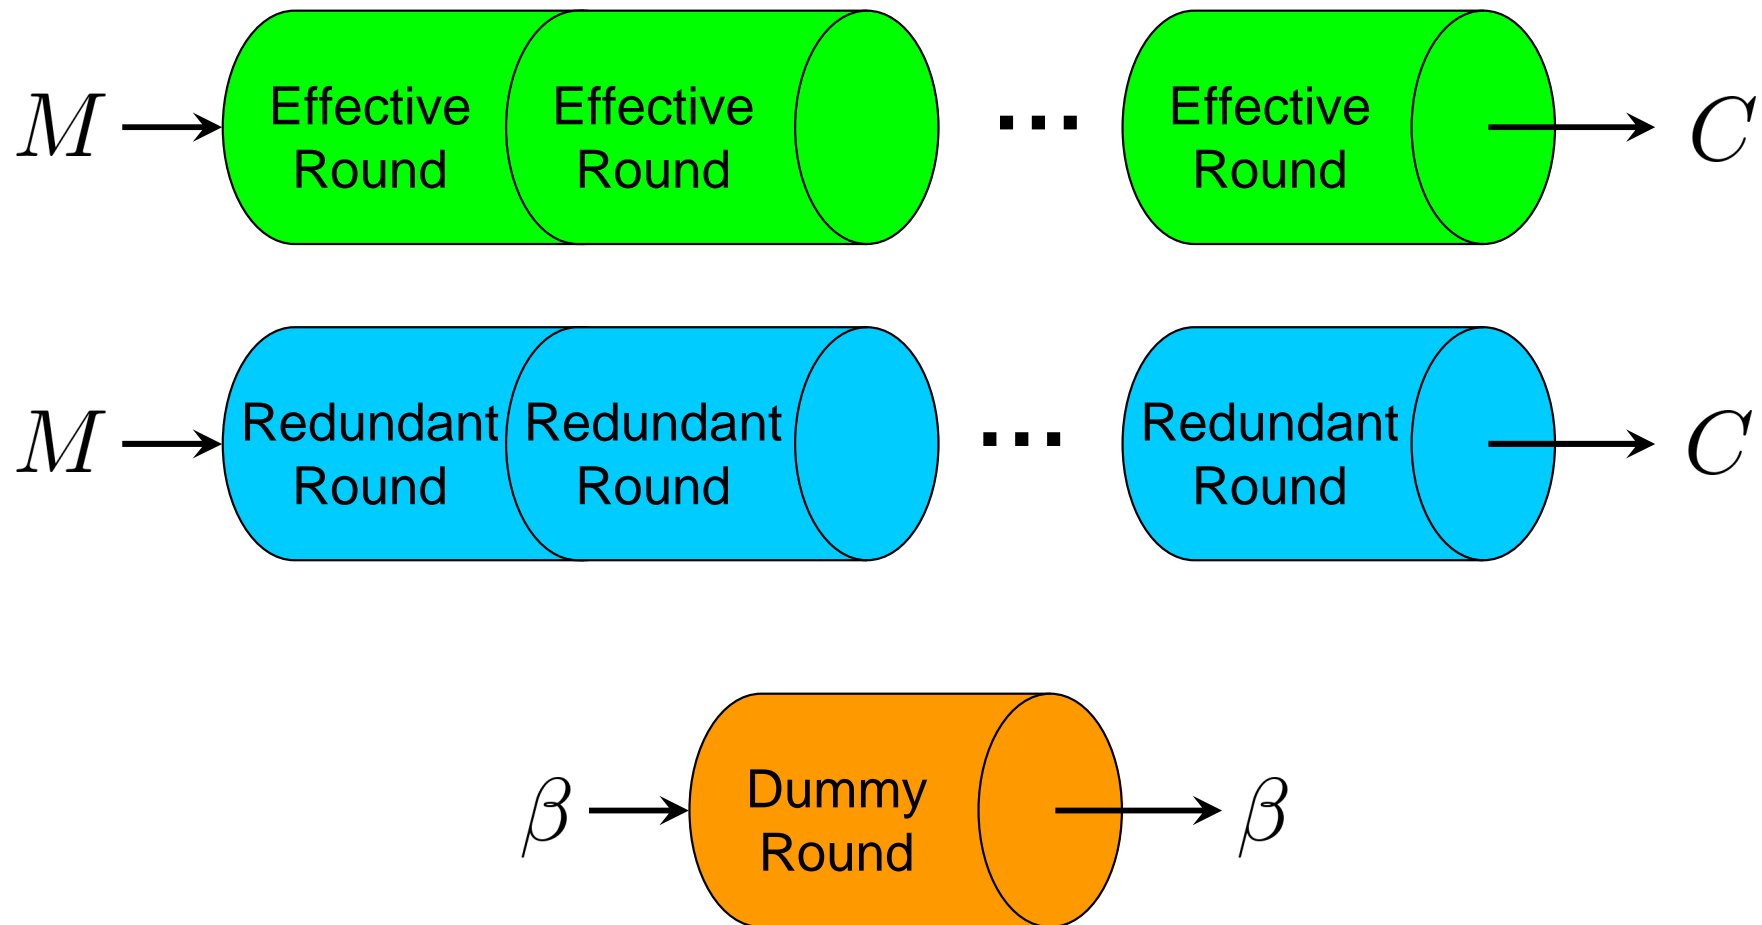 M Effective Round Effective Round ... Effective Round C
M Redundant Round Redundant Round ... Redundant Round C
β Dummy Round β